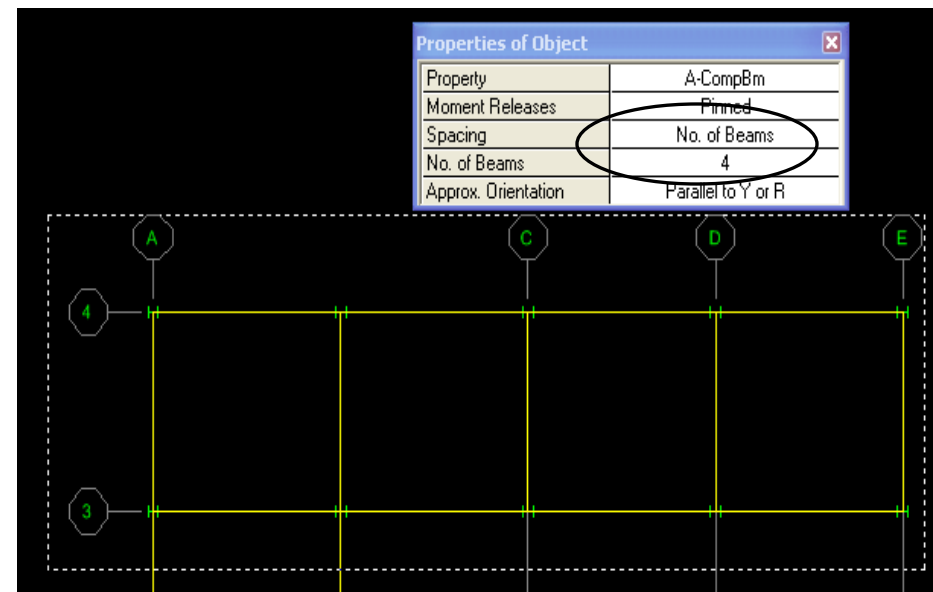 Properties of Object
Property A-CompBm
Moment Releases Pinned
Spacing No. of Beams
No. of Beams 4
Approx. Orientation Parallel to Y or R
A C D E
4
3